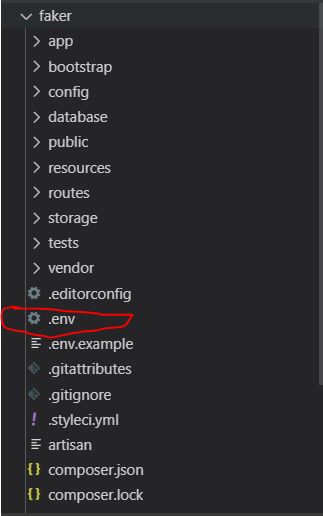 faker
app
bootstrap
config
database
public
resources
routes
storage
tests
vendor
.editorconfig
.env
.env.example
.gitattributes
.gitignore
.styleci.yml
artisan
composer.json
composer.lock